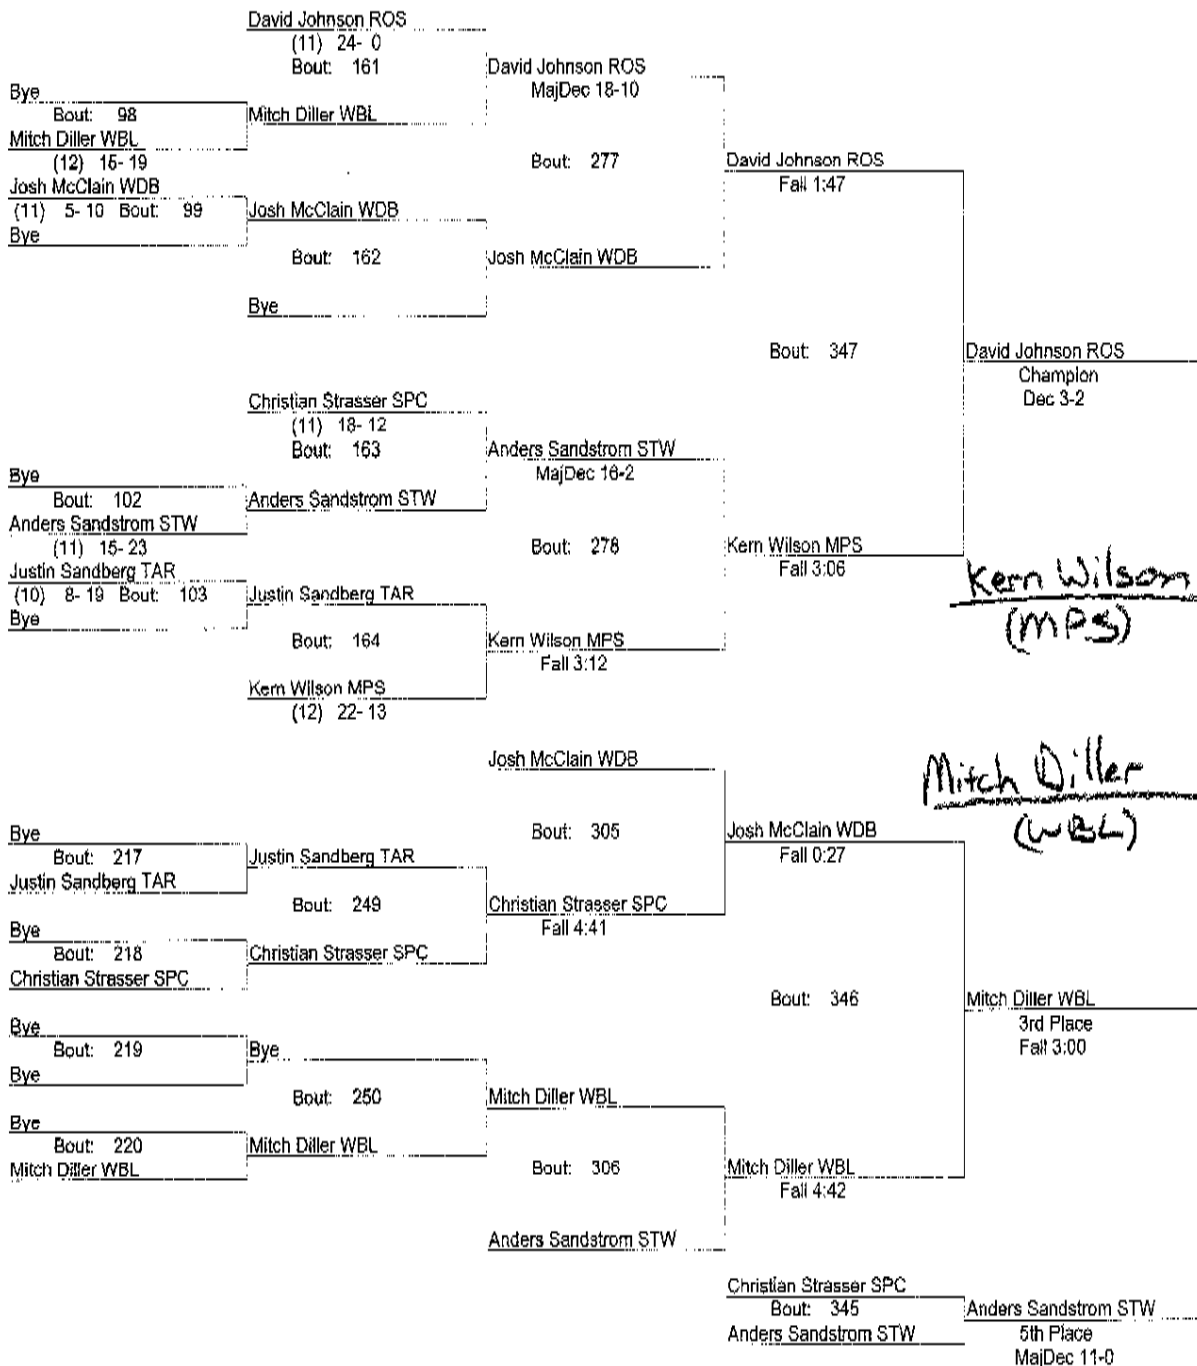 David Johnson ROS
(11) 24- 0
Bout: 161
David Johnson ROS
MajDec 18-10
Bye
Bout: 98
Mitch Diller WBL
Mitch Diller WBL
(12) 15- 19
Bout: 277
David Johnson ROS
Fall 1:47
Josh McClain WDB
(11) 5- 10 Bout: 99
Josh McClain WDB
Bye
Bout: 162
Josh McClain WDB
Bye
Bout: 347
David Johnson ROS
Champion
Dec 3-2
Christian Strasser SPC
(11) 18- 12
Bout: 163
Anders Sandstrom STW
MajDec 16-2
Bye
Bout: 102
Anders Sandstrom STW
Anders Sandstrom STW
(11) 15- 23
Bout: 278
Kern Wilson MPS
Fall 3:06
Justin Sandberg TAR
(10) 8- 19 Bout: 103
Justin Sandberg TAR
Bye
Bout: 164
Kern Wilson MPS
Fall 3:12
Kern Wilson MPS
(12) 22- 13
Kern Wilson
(MPS)
Josh McClain WDB
Mitch Diller
(WBL)
Bout: 305
Josh McClain WDB
Fall 0:27
Bye
Bout: 217
Justin Sandberg TAR
Justin Sandberg TAR
Bout: 249
Christian Strasser SPC
Fall 4:41
Bye
Bout: 218
Christian Strasser SPC
Christian Strasser SPC
Bout: 346
Mitch Diller WBL
3rd Place
Fall 3:00
Bye
Bout: 219
Bye
Bye
Bout: 250
Mitch Diller WBL
Bye
Bout: 220
Mitch Diller WBL
Mitch Diller WBL
Bout: 306
Mitch Diller WBL
Fall 4:42
Anders Sandstrom STW
Christian Strasser SPC
Bout: 345
Anders Sandstrom STW
Anders Sandstrom STW
5th Place
MajDec 11-0